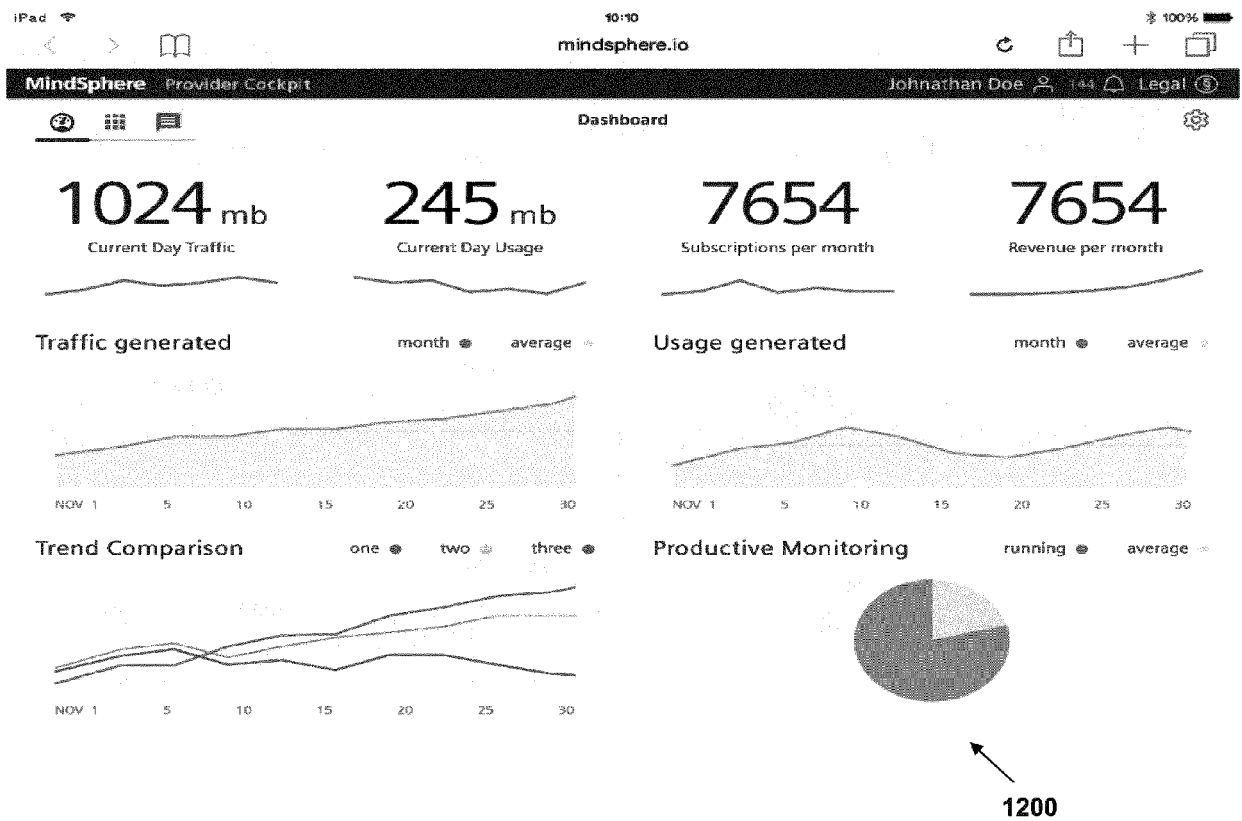 iPad 10:10 100%
mindsphere.io
MindSphere Provider Cockpit Johnathan Doe 144 Legal §
Dashboard
1024 mb 245 mb 7654 7654
Current Day Traffic Current Day Usage Subscriptions per month Revenue per month
Traffic generated month average Usage generated month average
NOV 1 5 10 15 20 25 30 NOV 1 5 10 15 20 25 30
Trend Comparison one two three Productive Monitoring running average
NOV 1 5 10 15 20 25 30
1200